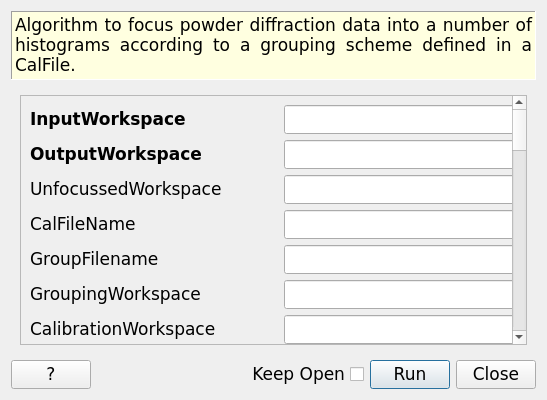 Algorithm to focus powder diffraction data into a number of
histograms according to a grouping scheme defined in a
CalFile.
InputWorkspace
OutputWorkspace
UnfocussedWorkspace
CalFileName
GroupFilename
GroupingWorkspace
CalibrationWorkspace
? Keep Open Run Close